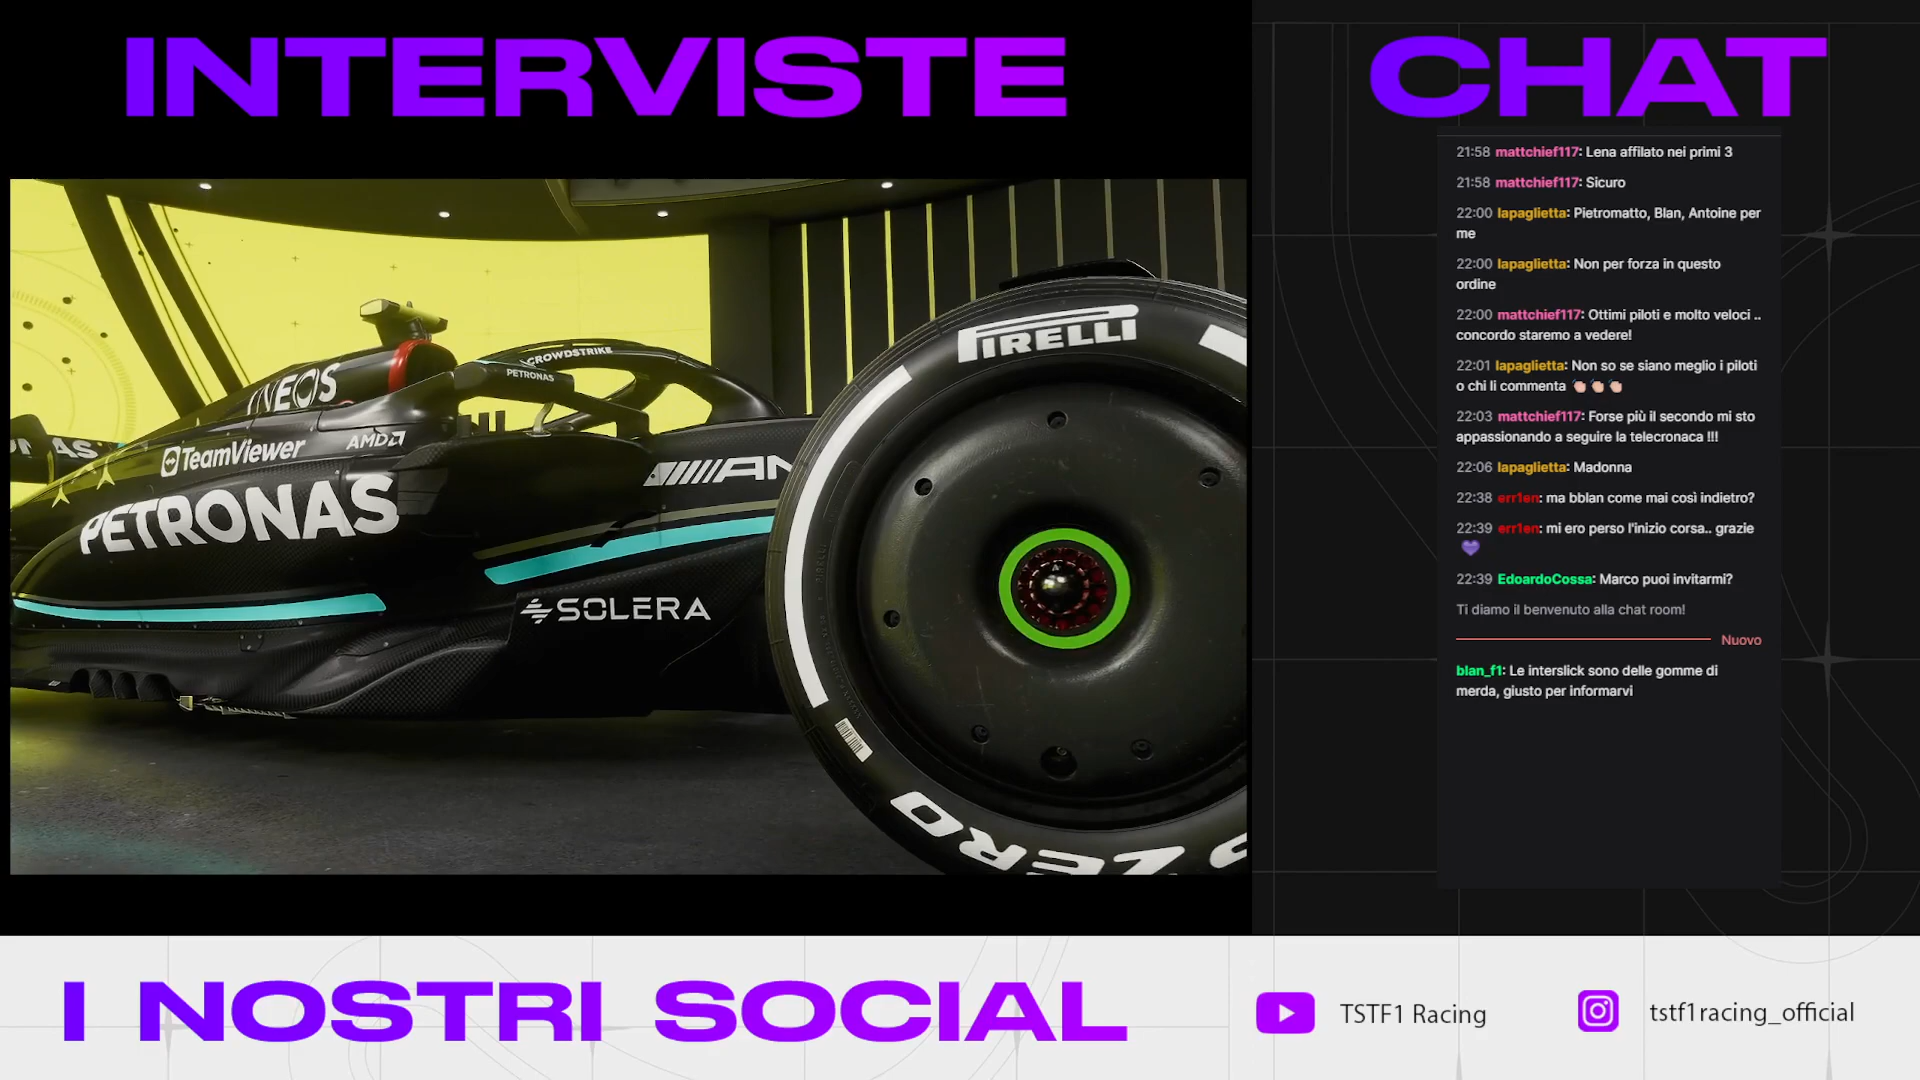 INTERVISTE
CHAT
21:58 mattchief117: Lena affilato nei primi 3
21:58 mattchief117: Sicuro
22:00 lapaglietta: Pietromatto, Blan, Antoine per
me
22:00 lapaglietta: Non per forza in questo
ordine
22:00 mattchief117: Ottimi piloti e molto veloci ..
concordo staremo a vedere!
22:01 lapaglietta: Non so se siano meglio i piloti
o chi li commenta 👏🏻👏🏻👏🏻
22:03 mattchief117: Forse più il secondo mi sto
appassionando a seguire la telecronaca !!!
22:06 lapaglietta: Madonna
22:38 err1en: ma bblan come mai così indietro?
22:39 err1en: mi ero perso l'inizio corsa.. grazie
💜
22:39 EdoardoCossa: Marco puoi invitarmi?
Ti diamo il benvenuto alla chat room!
Nuovo
blan_f1: Le interslick sono delle gomme di
merda, giusto per informarvi
INEOS
CROWDSTRIKE
PETRONAS
TeamViewer
AMD
PETRONAS
SOLERA
PIRELLI
ZERO
I NOSTRI SOCIAL
TSTF1 Racing
tstf1racing_official